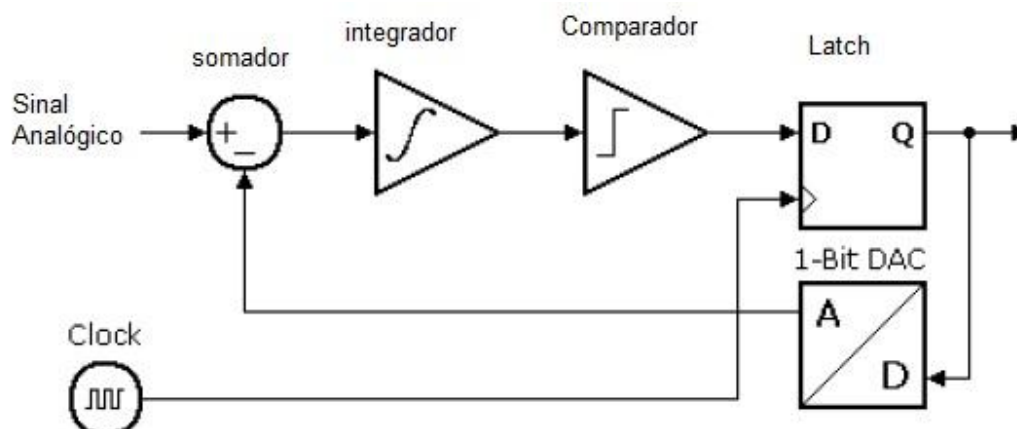 somador
integrador
Comparador
Latch
Sinal
Analógico
+
−
D
Q
1-Bit DAC
A
D
Clock